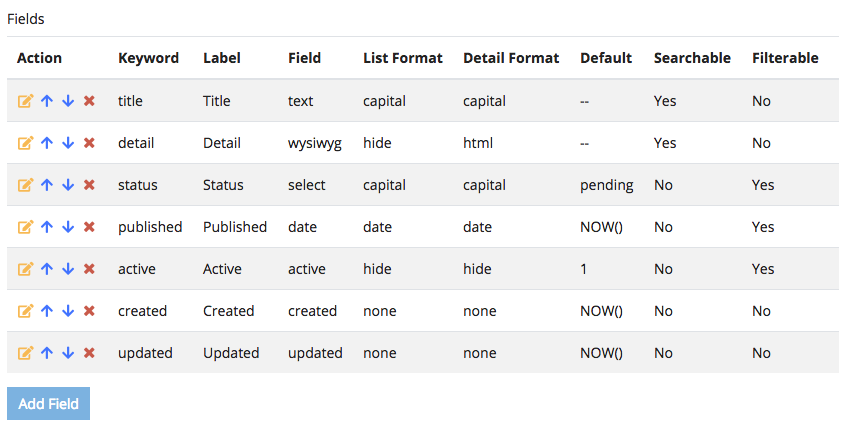 Fields
Action Keyword Label Field List Format Detail Format Default Searchable Filterable
title Title text capital capital -- Yes No
detail Detail wysiwyg hide html -- Yes No
status Status select capital capital pending No Yes
published Published date date date NOW() No Yes
active Active active hide hide 1 No Yes
created Created created none none NOW() No No
updated Updated updated none none NOW() No No
Add Field